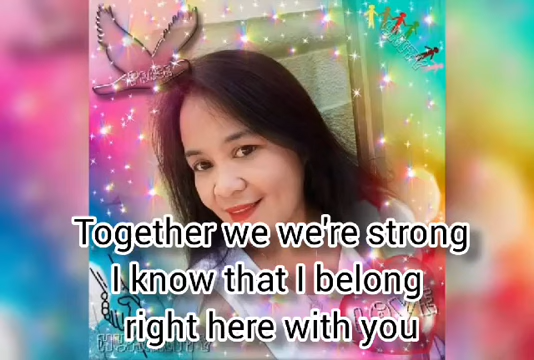 Together we we're strong
I know that I belong
right here with you